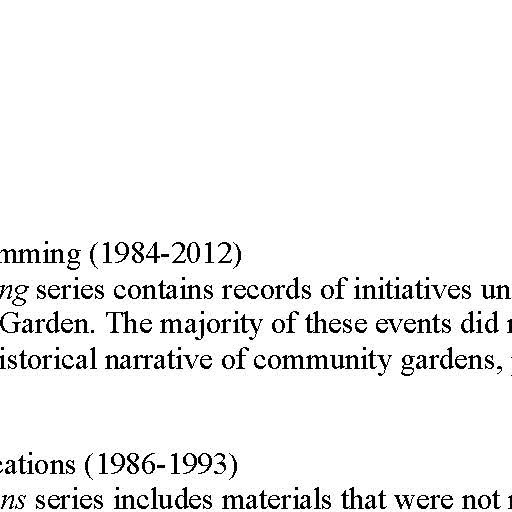 mming (1984-2012)
ng series contains records of initiatives un
Garden. The majority of these events did
istorical narrative of community gardens,
cations (1986-1993)
ns series includes materials that were not